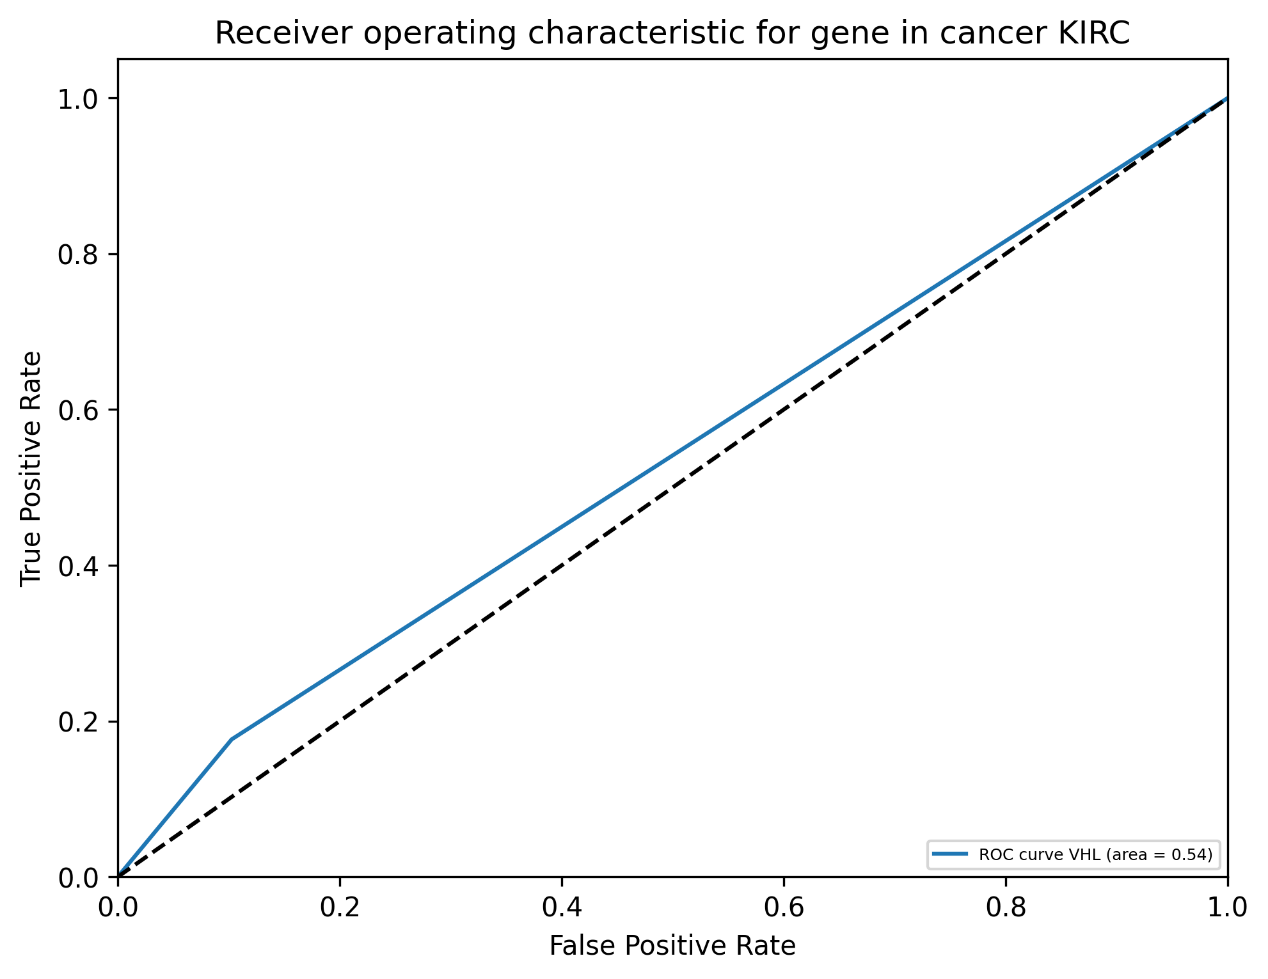 Receiver operating characteristic for gene in cancer KIRC
1.0
0.8
0.6
0.4
0.2
0.0
True Positive Rate
ROC curve VHL (area = 0.54)
0.0 0.2 0.4 0.6 0.8 1.0
False Positive Rate